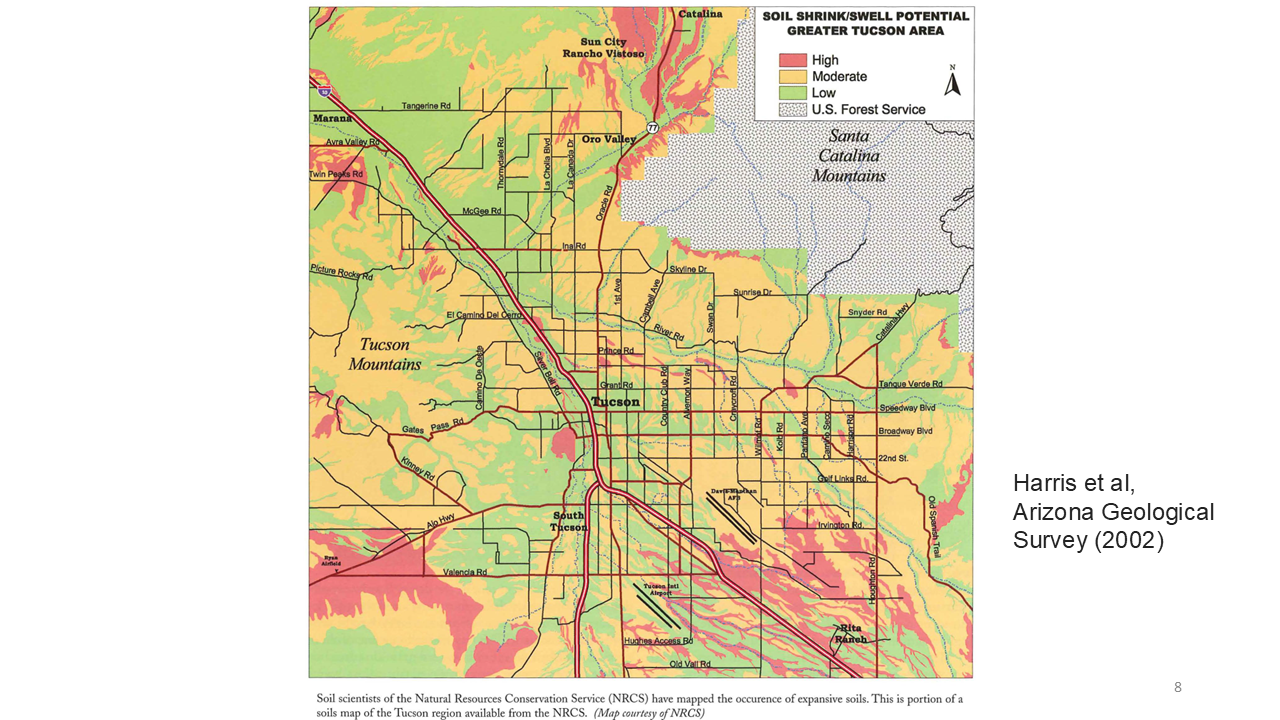 SOIL SHRINK/SWELL POTENTIAL
GREATER TUCSON AREA
High
Moderate
Low
U.S. Forest Service
N
Catalina
Sun City
Rancho Vistoso
Tangerine Rd
Marana
77
Oro Valley
Avra Valley Rd
Twin Peaks Rd
Thornydale Rd
La Cholla Blvd
La Canada Dr
Oracle Rd
Santa
Catalina
Mountains
McGee Rd
Ina Rd
Picture Rocks Rd
Skyline Dr
1st Ave
Cambell Ave
Sunrise Dr
Swan Dr
El Camino Del Cerro
River Rd
Snyder Rd
Catalina Hwy
Tucson
Mountains
Camino De Oeste
Silver Bell Rd
Prince Rd
Grant Rd
Tucson
Country Cub Rd
Alvernon Way
Craycroft Rd
Tanque Verde Rd
Speedway Blvd
Broadway Blvd
Gates Pass Rd
Wilmot Rd
Kolb Rd
Pantano Ave
Camino Seco
Harrison Rd
22nd St.
Kinney Rd
Golf Links Rd.
Davis-Monthan
AFB
Old Spanish Trail
Ajo Hwy
South
Tucson
Irvington Rd.
Ryan
Airfield
Valencia Rd
Tucson Intl
Airport
Houghton Rd
Rita
Ranch
Hughes Access Rd
Old Vail Rd
Soil scientists of the Natural Resources Conservation Service (NRCS) have mapped the occurence of expansive soils. This is portion of a
soils map of the Tucson region available from the NRCS. (Map courtesy of NRCS)
Harris et al,
Arizona Geological
Survey (2002)
8